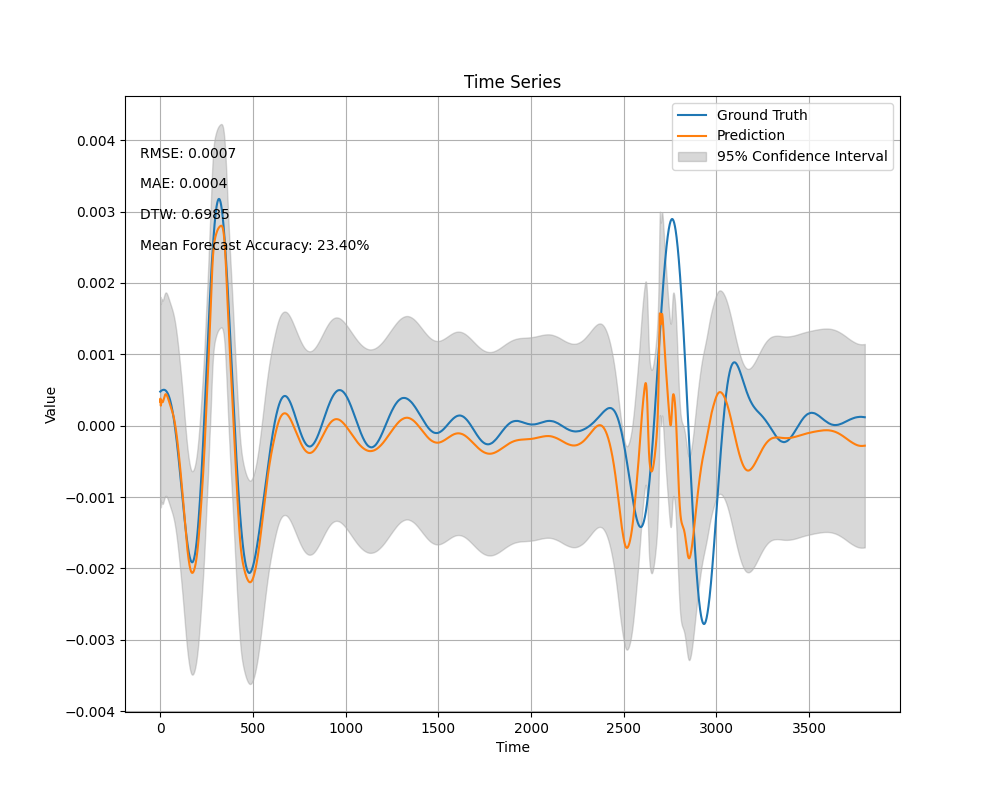 Time Series
Ground Truth
Prediction
95% Confidence Interval
RMSE: 0.0007
MAE: 0.0004
DTW: 0.6985
Mean Forecast Accuracy: 23.40%
Value
0.004
0.003
0.002
0.001
0.000
−0.001
−0.002
−0.003
−0.004
0 500 1000 1500 2000 2500 3000 3500
Time